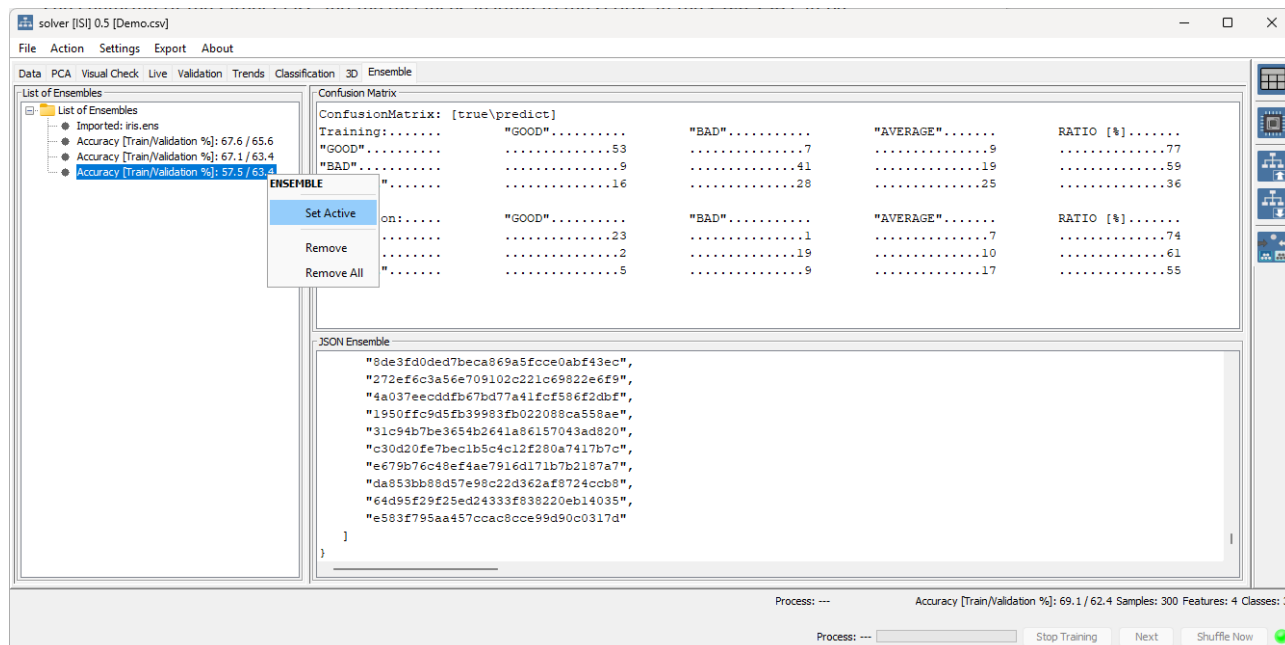 solver [ISI] 0.5 [Demo.csv]
File Action Settings Export About
Data PCA Visual Check Live Validation Trends Classification 3D Ensemble
List of Ensembles
List of Ensembles
Imported: iris.ens
Accuracy [Train/Validation %]: 67.6 / 65.6
Accuracy [Train/Validation %]: 67.1 / 63.4
Accuracy [Train/Validation %]: 57.5 / 63.4
ENSEMBLE
Set Active
Remove
Remove All
Confusion Matrix
ConfusionMatrix: [true\predict]
Training:....... "GOOD".......... "BAD"........... "AVERAGE"....... RATIO [%].......
"GOOD".......... ..............53 ...............7 ...............9 ..............77
"BAD"........... ...............9 ..............41 ..............19 ..............59
"....... ..............16 ..............28 ..............25 ..............36
on:..... "GOOD".......... "BAD"........... "AVERAGE"....... RATIO [%].......
........ ..............23 ...............1 ...............7 ..............74
........ ...............2 ..............19 ..............10 ..............61
"....... ...............5 ...............9 ..............17 ..............55
JSON Ensemble
"8de3fd0ded7beca869a5fcce0abf43ec",
"272ef6c3a56e709102c221c69822e6f9",
"4a037eecddfb67bd77a41fcf586f2dbf",
"1950ffc9d5fb39983fb022088ca558ae",
"31c94b7be3654b2641a86157043ad820",
"c30d20fe7bec1b5c4c12f280a7417b7c",
"e679b76c48ef4ae7916d171b7b2187a7",
"da853bb88d57e98c22d362af8724ccb8",
"64d95f29f25ed24333f838220eb14035",
"e583f795aa457ccac8cce99d90c0317d"
]
}
Process: --- Accuracy [Train/Validation %]: 69.1 / 62.4 Samples: 300 Features: 4 Classes:
Process: --- Stop Training Next Shuffle Now